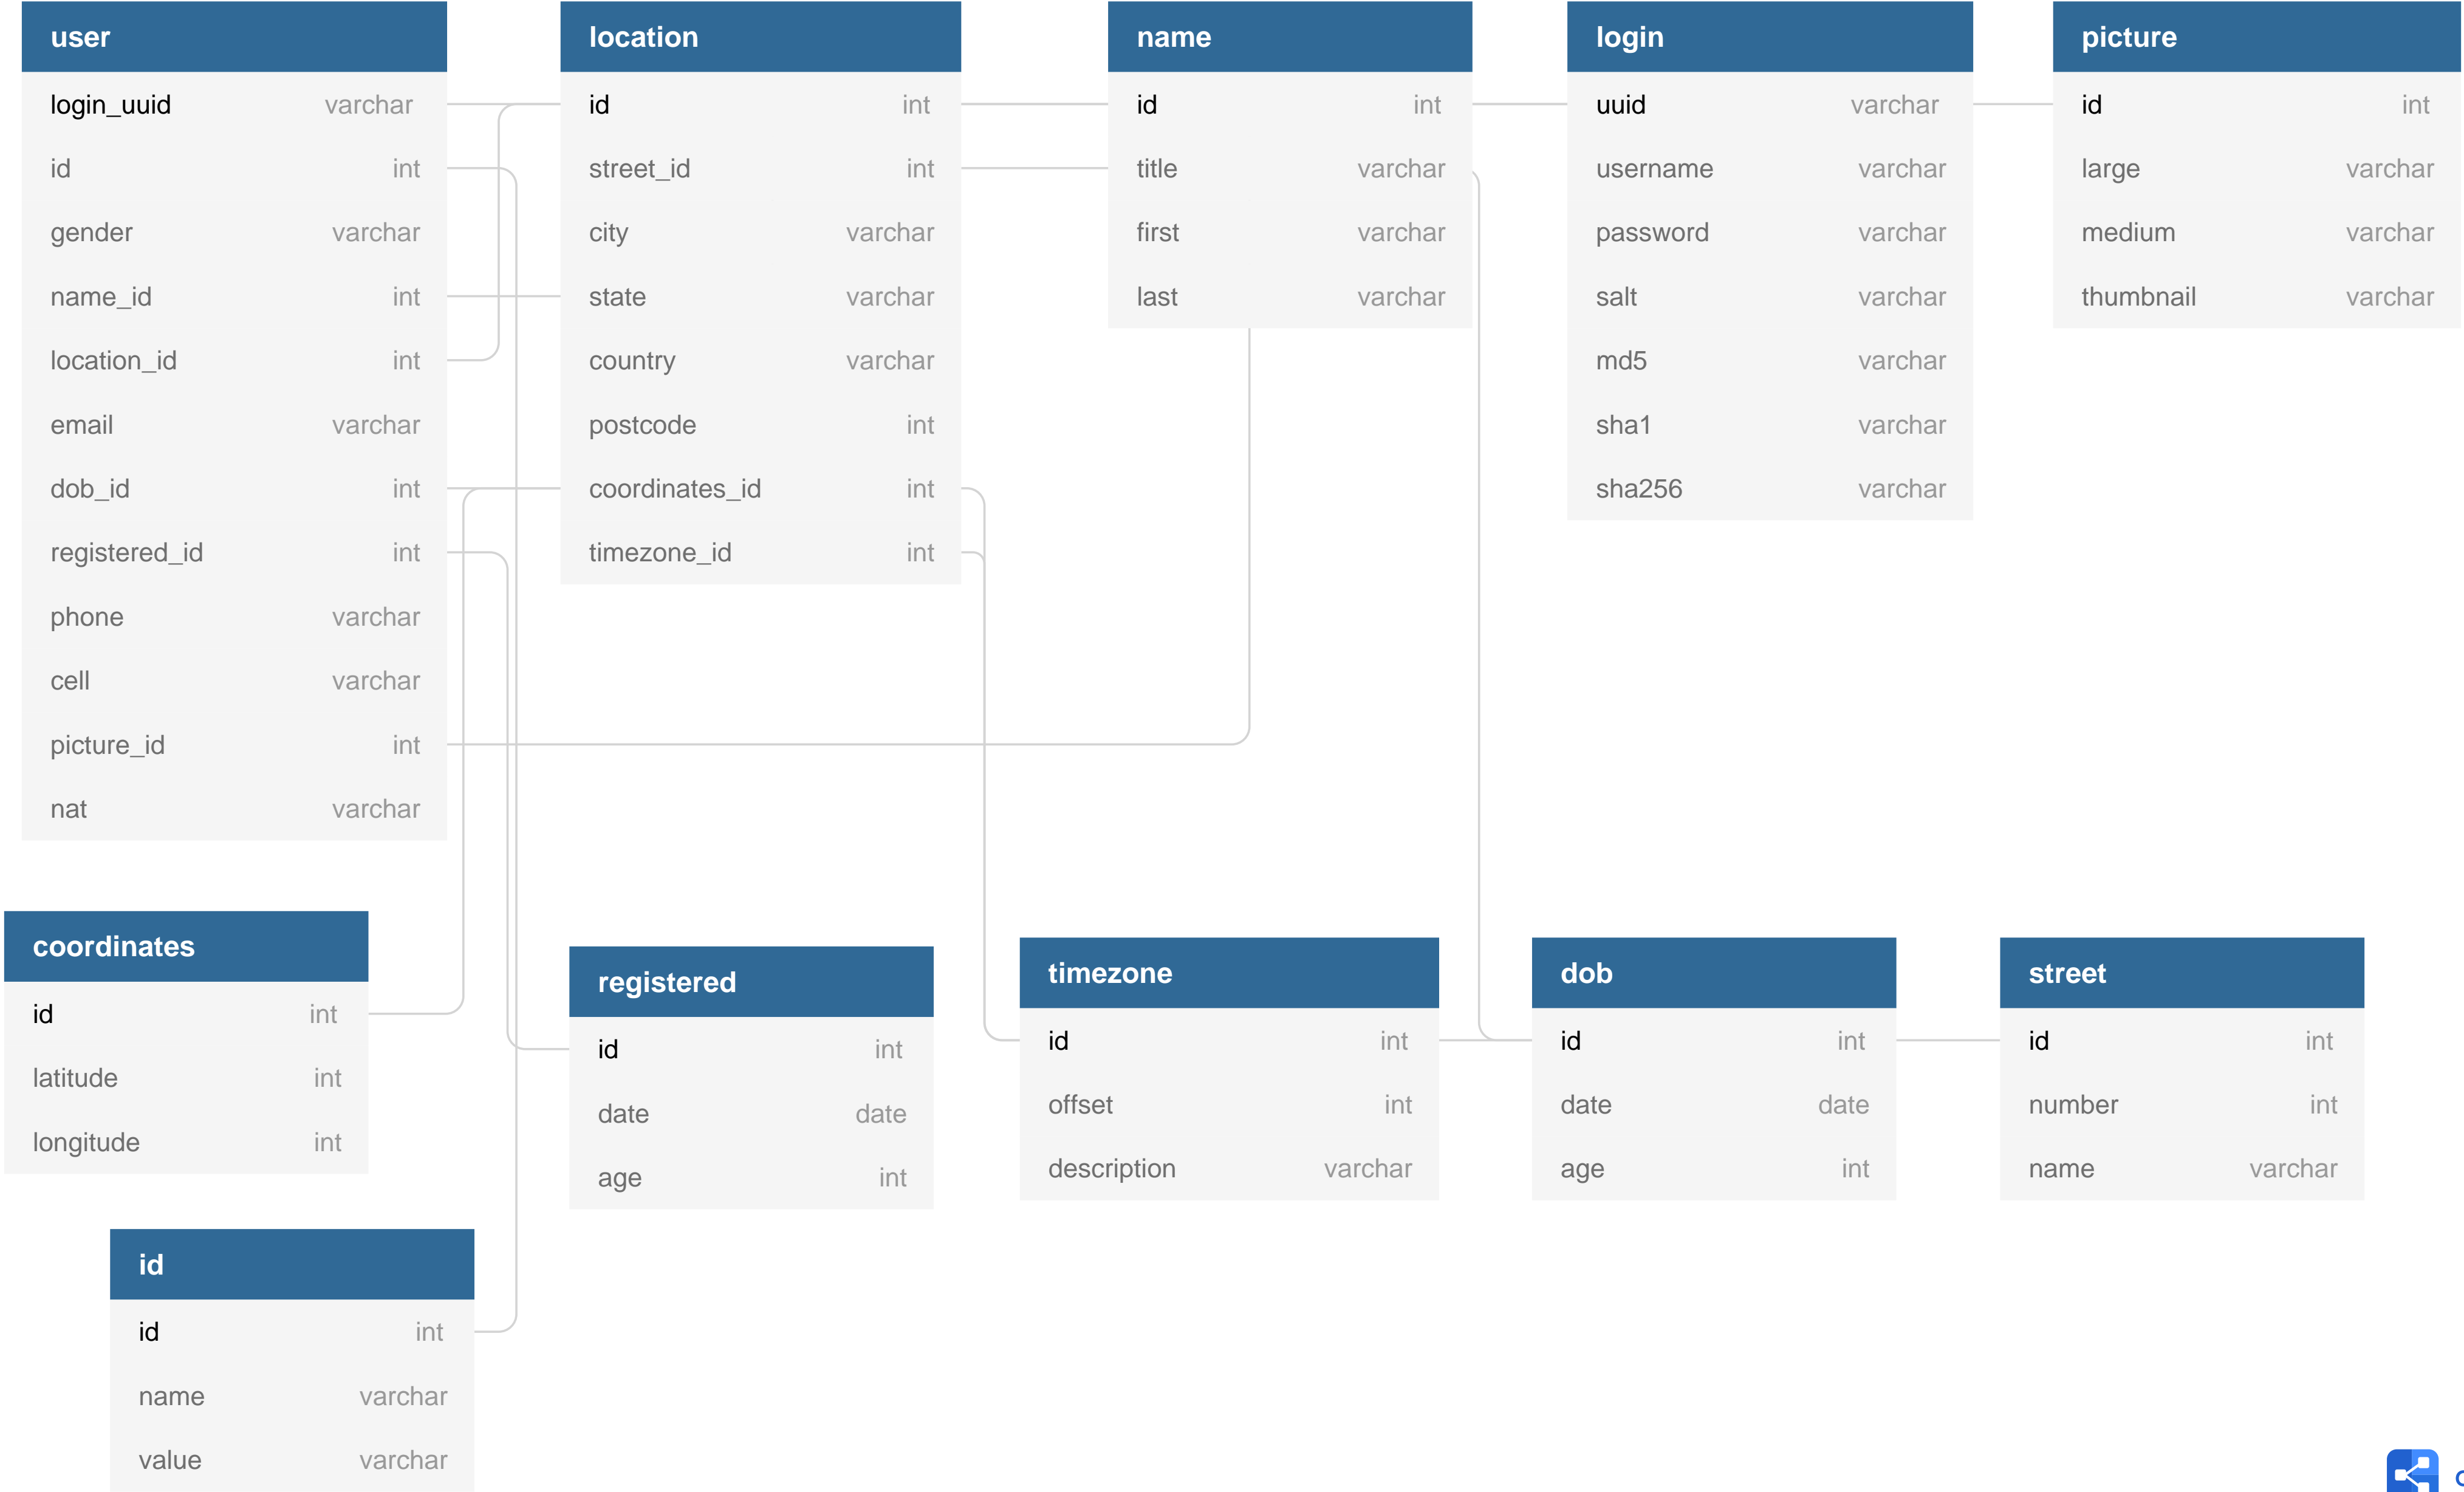 user
login_uuid varchar
id int
gender varchar
name_id int
location_id int
email varchar
dob_id int
registered_id int
phone varchar
cell varchar
picture_id int
nat varchar
location
id int
street_id int
city varchar
state varchar
country varchar
postcode int
coordinates_id int
timezone_id int
name
id int
title varchar
first varchar
last varchar
login
uuid varchar
username varchar
password varchar
salt varchar
md5 varchar
sha1 varchar
sha256 varchar
picture
id int
large varchar
medium varchar
thumbnail varchar
coordinates
id int
latitude int
longitude int
registered
id int
date date
age int
timezone
id int
offset int
description varchar
dob
id int
date date
age int
street
id int
number int
name varchar
id
id int
name varchar
value varchar